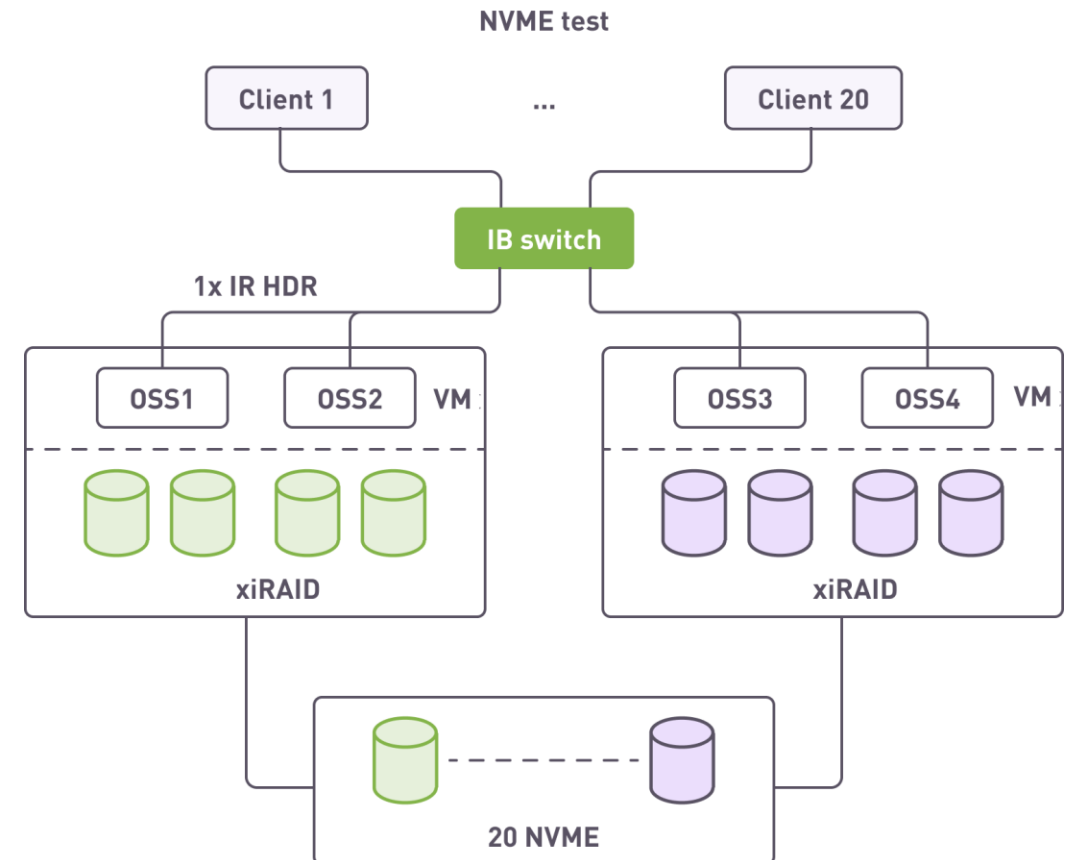 NVME test
Client 1
...
Client 20
IB switch
1x IR HDR
OSS1
OSS2
VM
OSS3
OSS4
VM
xiRAID
xiRAID
20 NVME